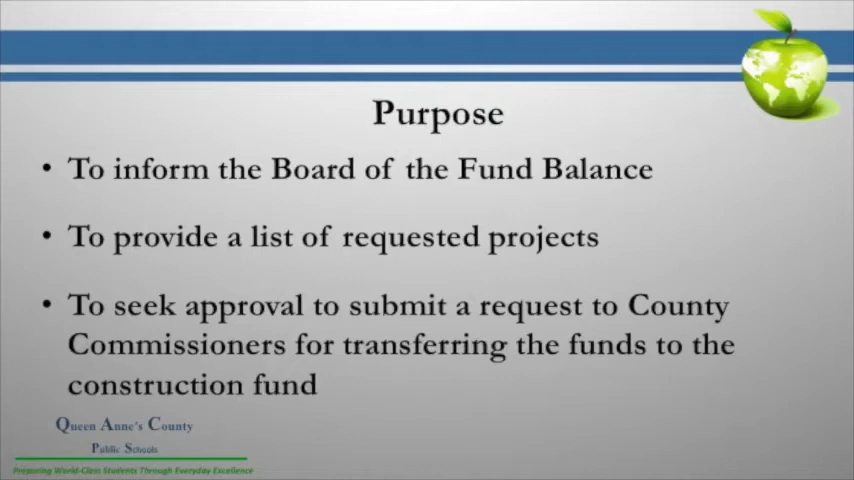 Purpose
• To inform the Board of the Fund Balance
• To provide a list of requested projects
• To seek approval to submit a request to County
Commissioners for transferring the funds to the
construction fund
Queen Anne's County
Public Schools
Preparing World-Class Students Through Everyday Excellence